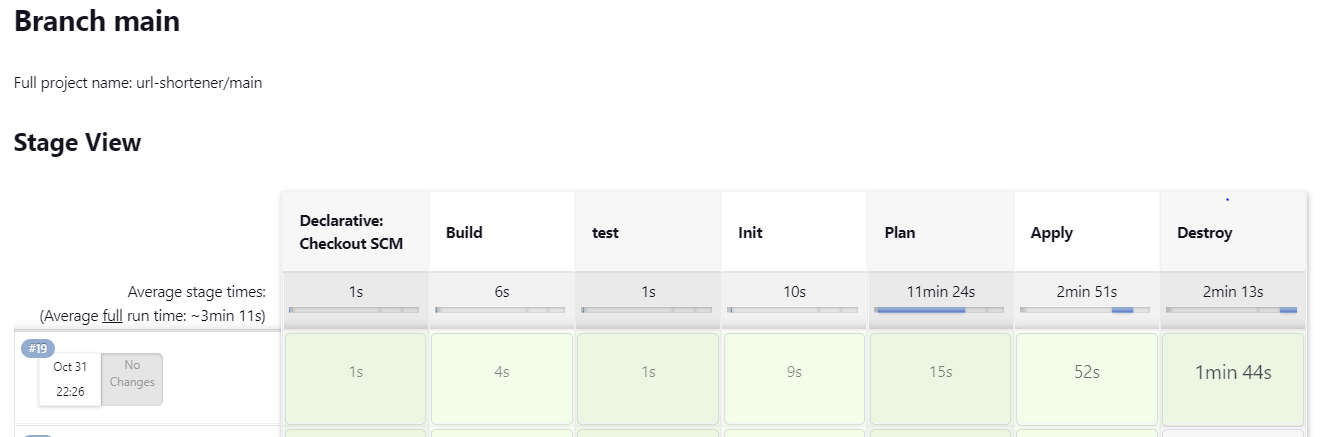 Branch main
Full project name: url-shortener/main
Stage View
Declarative:
Checkout SCM
Build
test
Init
Plan
Apply
Destroy
Average stage times:
(Average full run time: ~3min 11s)
1s
6s
1s
10s
11min 24s
2min 51s
2min 13s
#19
Oct 31
22:26
No
Changes
1s
4s
1s
9s
15s
52s
1min 44s